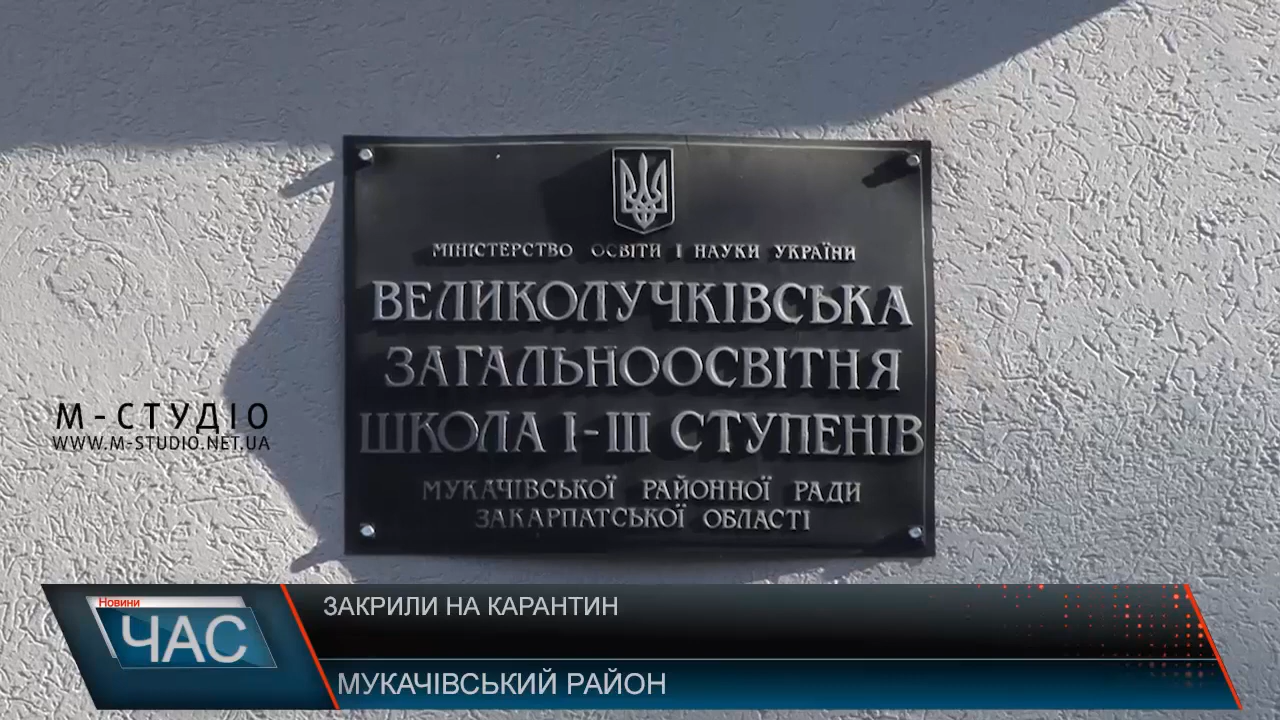 МІНІСТЕРСТВО ОСВІТИ І НАУКИ УКРАЇНИ
ВЕЛИКОЛУЧКІВСЬКА
ЗАГАЛЬНООСВІТНЯ
ШКОЛА І-ІІІ СТУПЕНІВ
МУКАЧІВСЬКОЇ РАЙОННОЇ РАДИ
ЗАКАРПАТСЬКОЇ ОБЛАСТІ
М-СТУДІО
WWW.M-STUDIO.NET.UA
Новини
ЧАС
ЗАКРИЛИ НА КАРАНТИН
МУКАЧІВСЬКИЙ РАЙОН